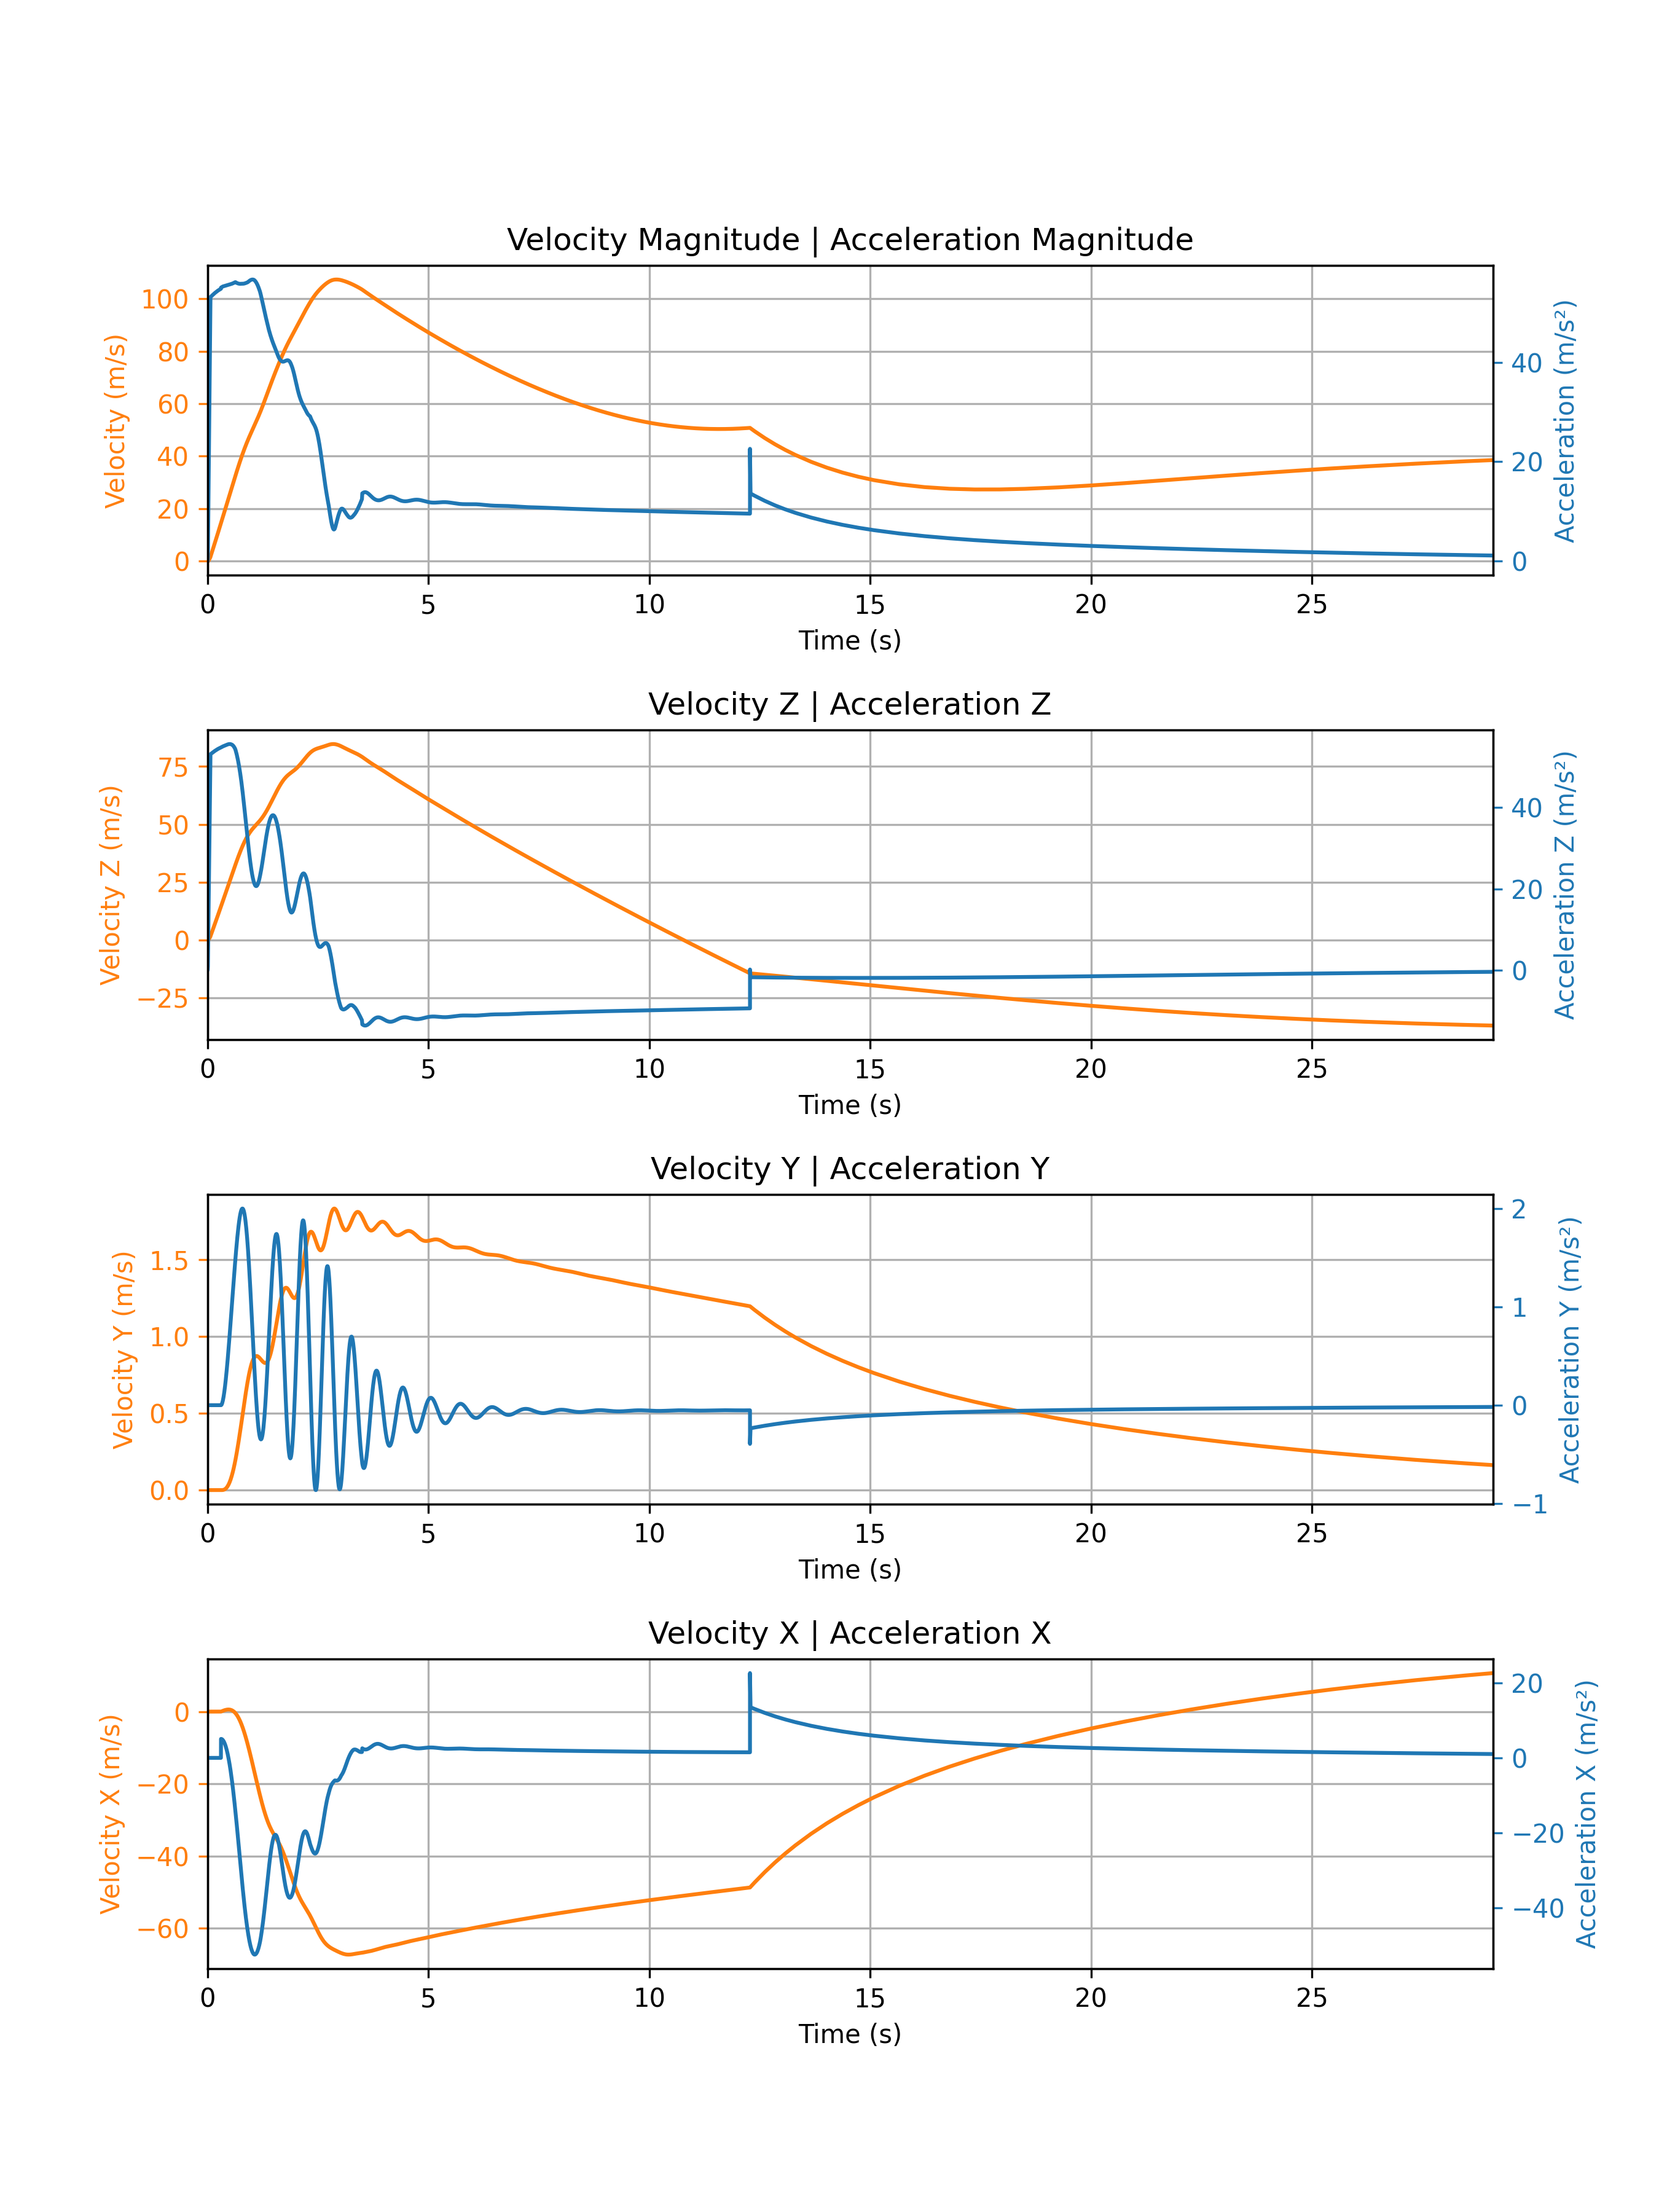 Velocity Magnitude | Acceleration Magnitude
Velocity (m/s)
100
80
60
40
20
0
Acceleration (m/s²)
40
20
0
0 5 10 15 20 25
Time (s)
Velocity Z | Acceleration Z
Velocity Z (m/s)
75
50
25
0
−25
Acceleration Z (m/s²)
40
20
0
0 5 10 15 20 25
Time (s)
Velocity Y | Acceleration Y
Velocity Y (m/s)
1.5
1.0
0.5
0.0
Acceleration Y (m/s²)
2
1
0
−1
0 5 10 15 20 25
Time (s)
Velocity X | Acceleration X
Velocity X (m/s)
0
−20
−40
−60
Acceleration X (m/s²)
20
0
−20
−40
0 5 10 15 20 25
Time (s)